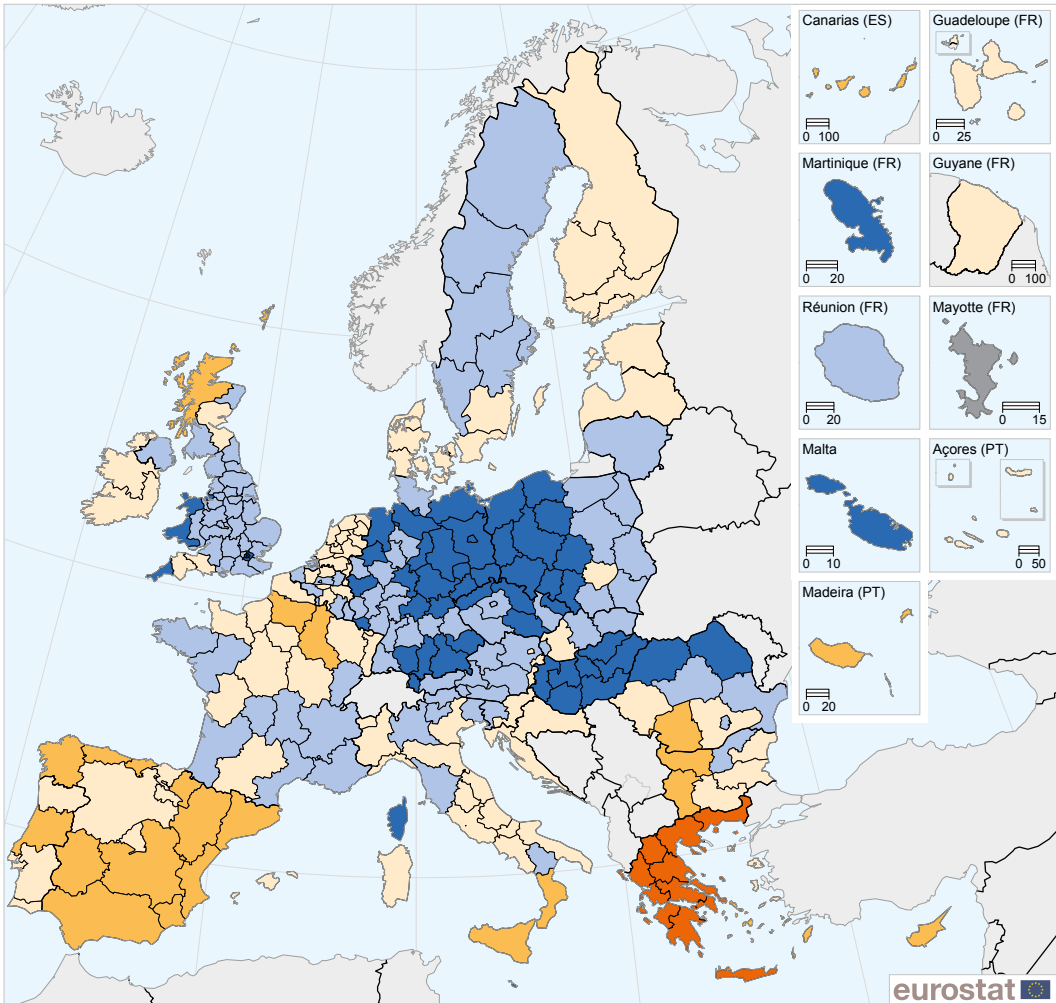 Canarias (ES)
0 100
Guadeloupe (FR)
0 25
Martinique (FR)
0 20
Guyane (FR)
0 100
Réunion (FR)
0 20
Mayotte (FR)
0 15
Malta
0 10
Açores (PT)
0 50
Madeira (PT)
0 20
eurostat